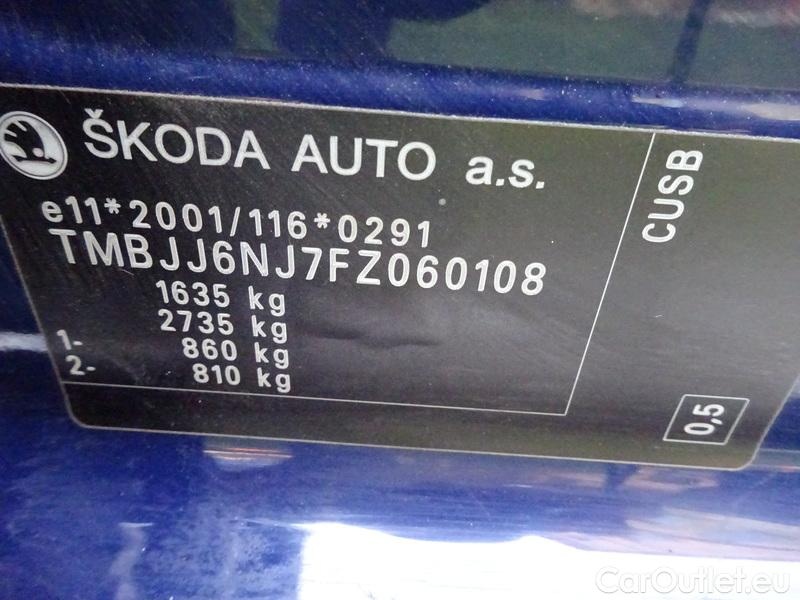 ŠKODA AUTO a.s.
e11*2001/116*0291
TMBJJ6NJ7FZ060108
1635 kg
2735 kg
1- 860 kg
2- 810 kg
CUSB
0,5
CarOutlet.eu